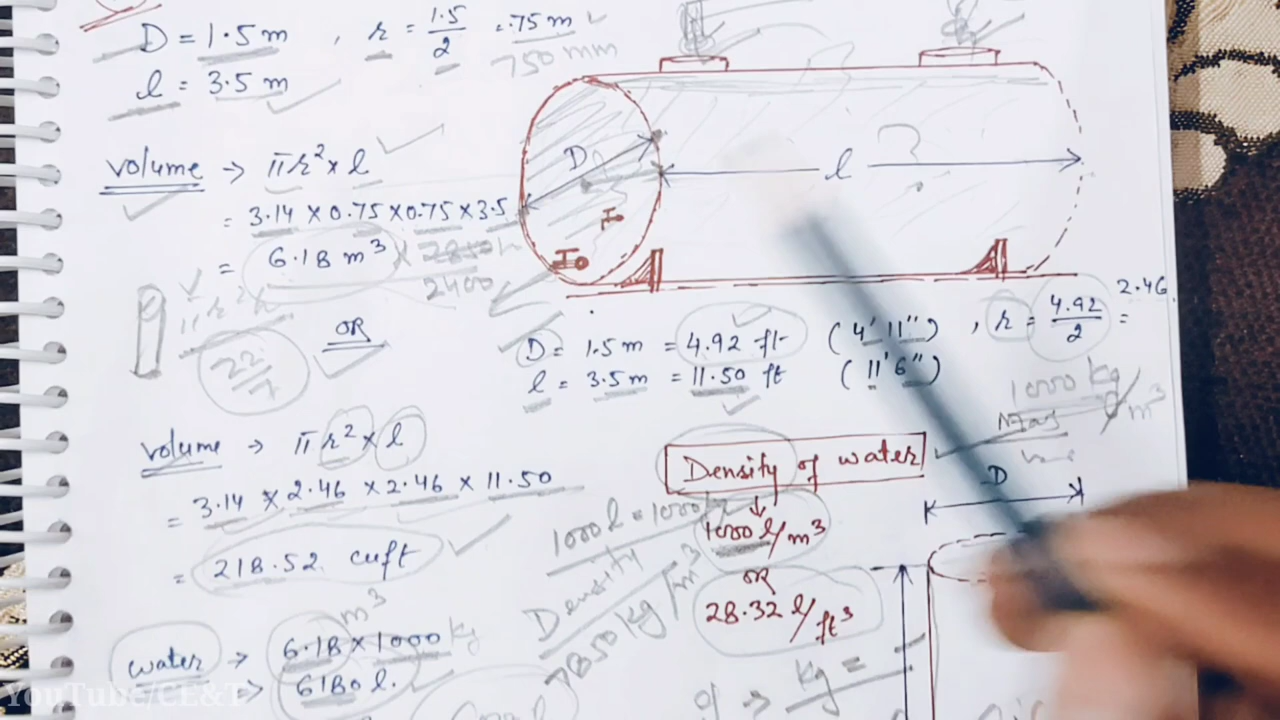 D = 1.5 m , r = 1.5/2 = .75 m
750 mm
l = 3.5 m
Volume → πr² × l
= 3.14 × 0.75 × 0.75 × 3.5
= 6.18 m³ ×
2400
πr²h
22/7
OR
D
l
D = 1.5 m = 4.92 ft (4' 11") , r = 4.92/2 = 2.46
l = 3.5 m = 11.50 ft (11' 6")
1000 kg/m³
Volume → πr² × l
= 3.14 × 2.46 × 2.46 × 11.50
= 218.52 cuft
Density of water
1000 l/m³
OR
28.32 l/ft³
1000 l = 1000
Density
7850 kg/m³
D
m³
water → 6.18 × 1000 kg
→ 6180 l.
kg =
YouTube/CE&T